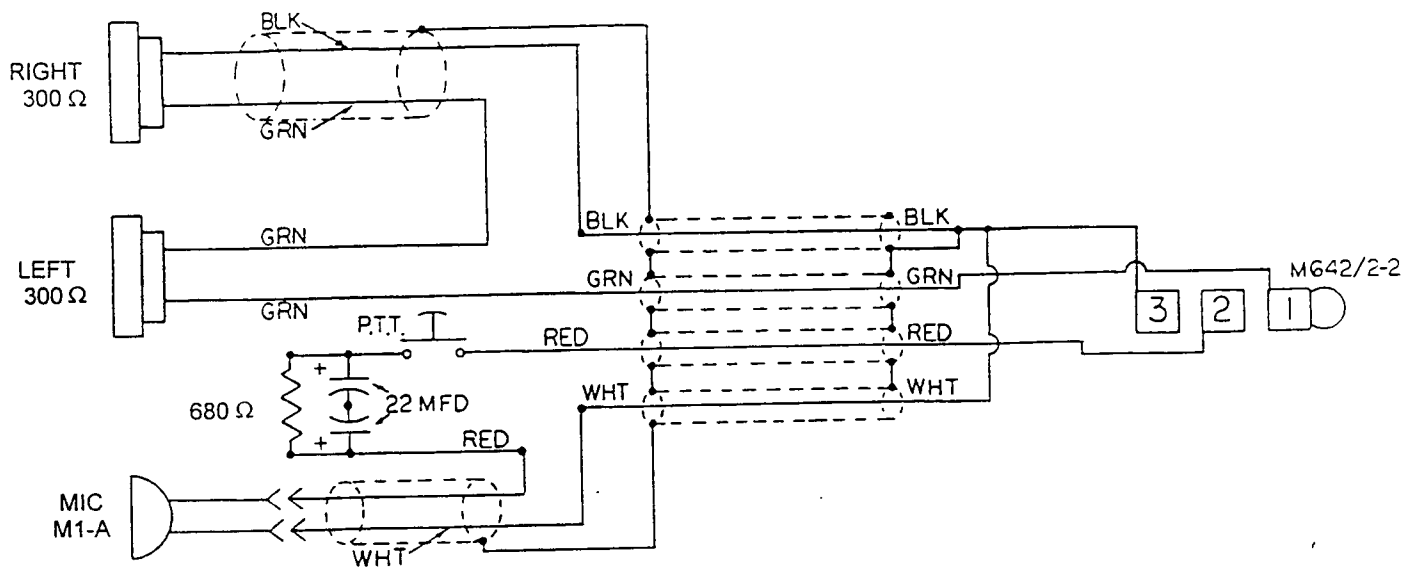 BLK
RIGHT
300 Ω
GRN
BLK
BLK
GRN
LEFT
300 Ω
GRN
GRN
GRN
M642/2-2
3
2
1
P.T.T.
RED
RED
+
680 Ω
22 MFD
WHT
WHT
+
RED
MIC
M1-A
WHT